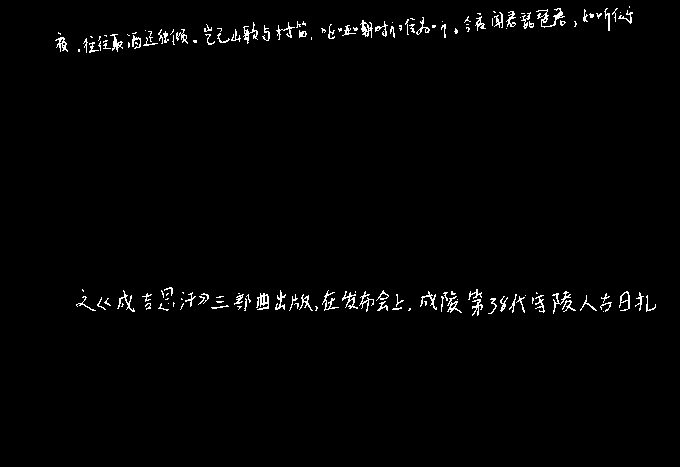 夜,往往取酒还独倾。岂无山歌与村笛,呕哑嘲哳难为听。今夜闻君琵琶语,如听仙
文《成吉思汗》三部曲出版,在发布会上,成陵第38代守陵人古日扎